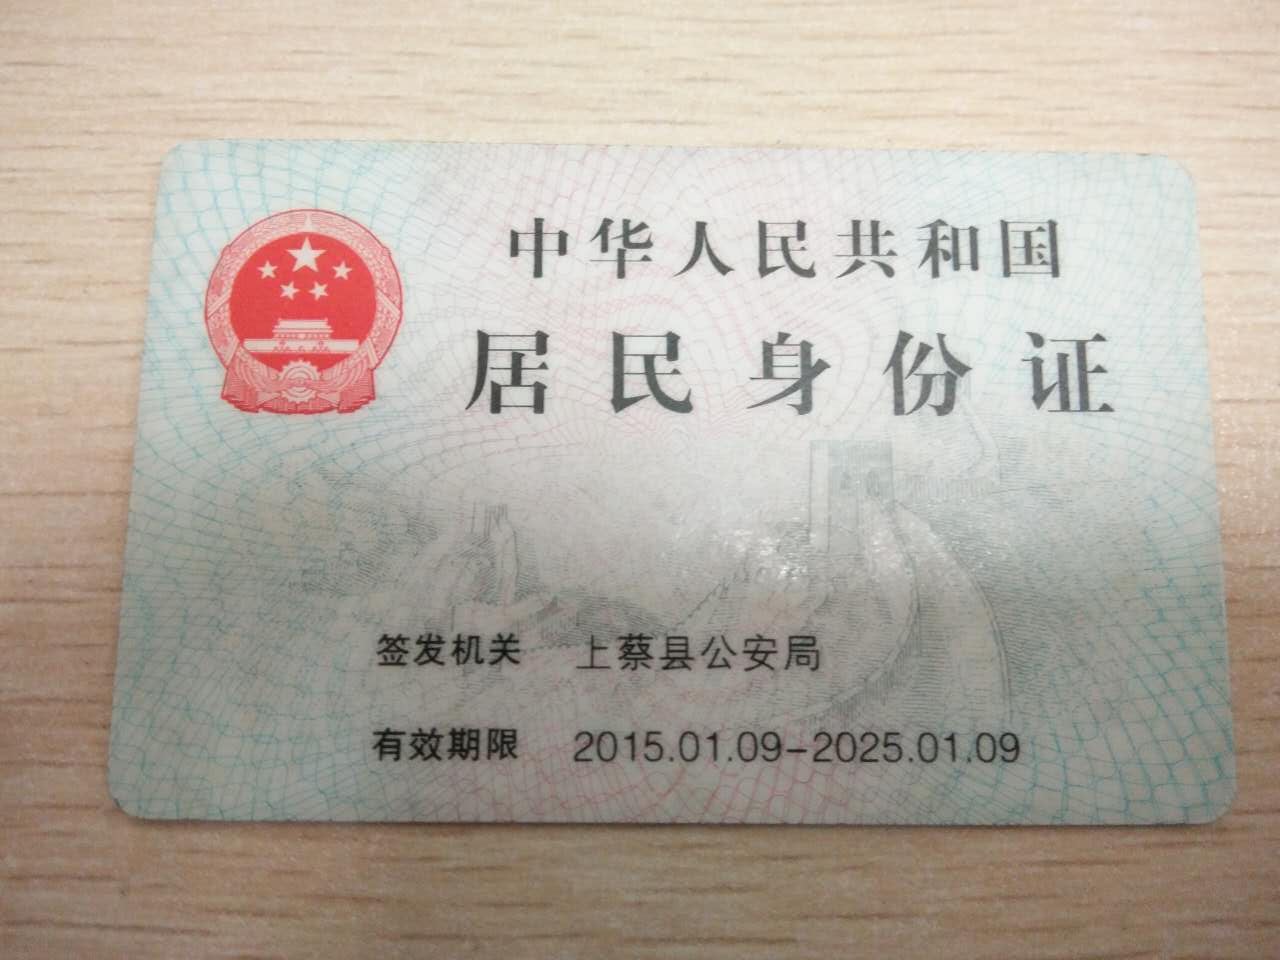 中华人民共和国
居民身份证
签发机关 上蔡县公安局
有效期限 2015.01.09-2025.01.09